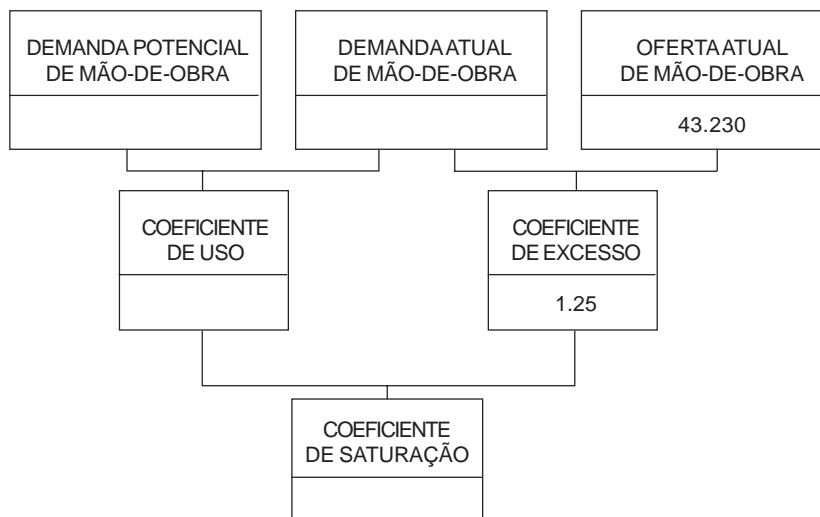 DEMANDA POTENCIAL
DE MÃO-DE-OBRA
DEMANDA ATUAL
DE MÃO-DE-OBRA
OFERTA ATUAL
DE MÃO-DE-OBRA
43.230
COEFICIENTE
DE USO
COEFICIENTE
DE EXCESSO
1.25
COEFICIENTE
DE SATURAÇÃO